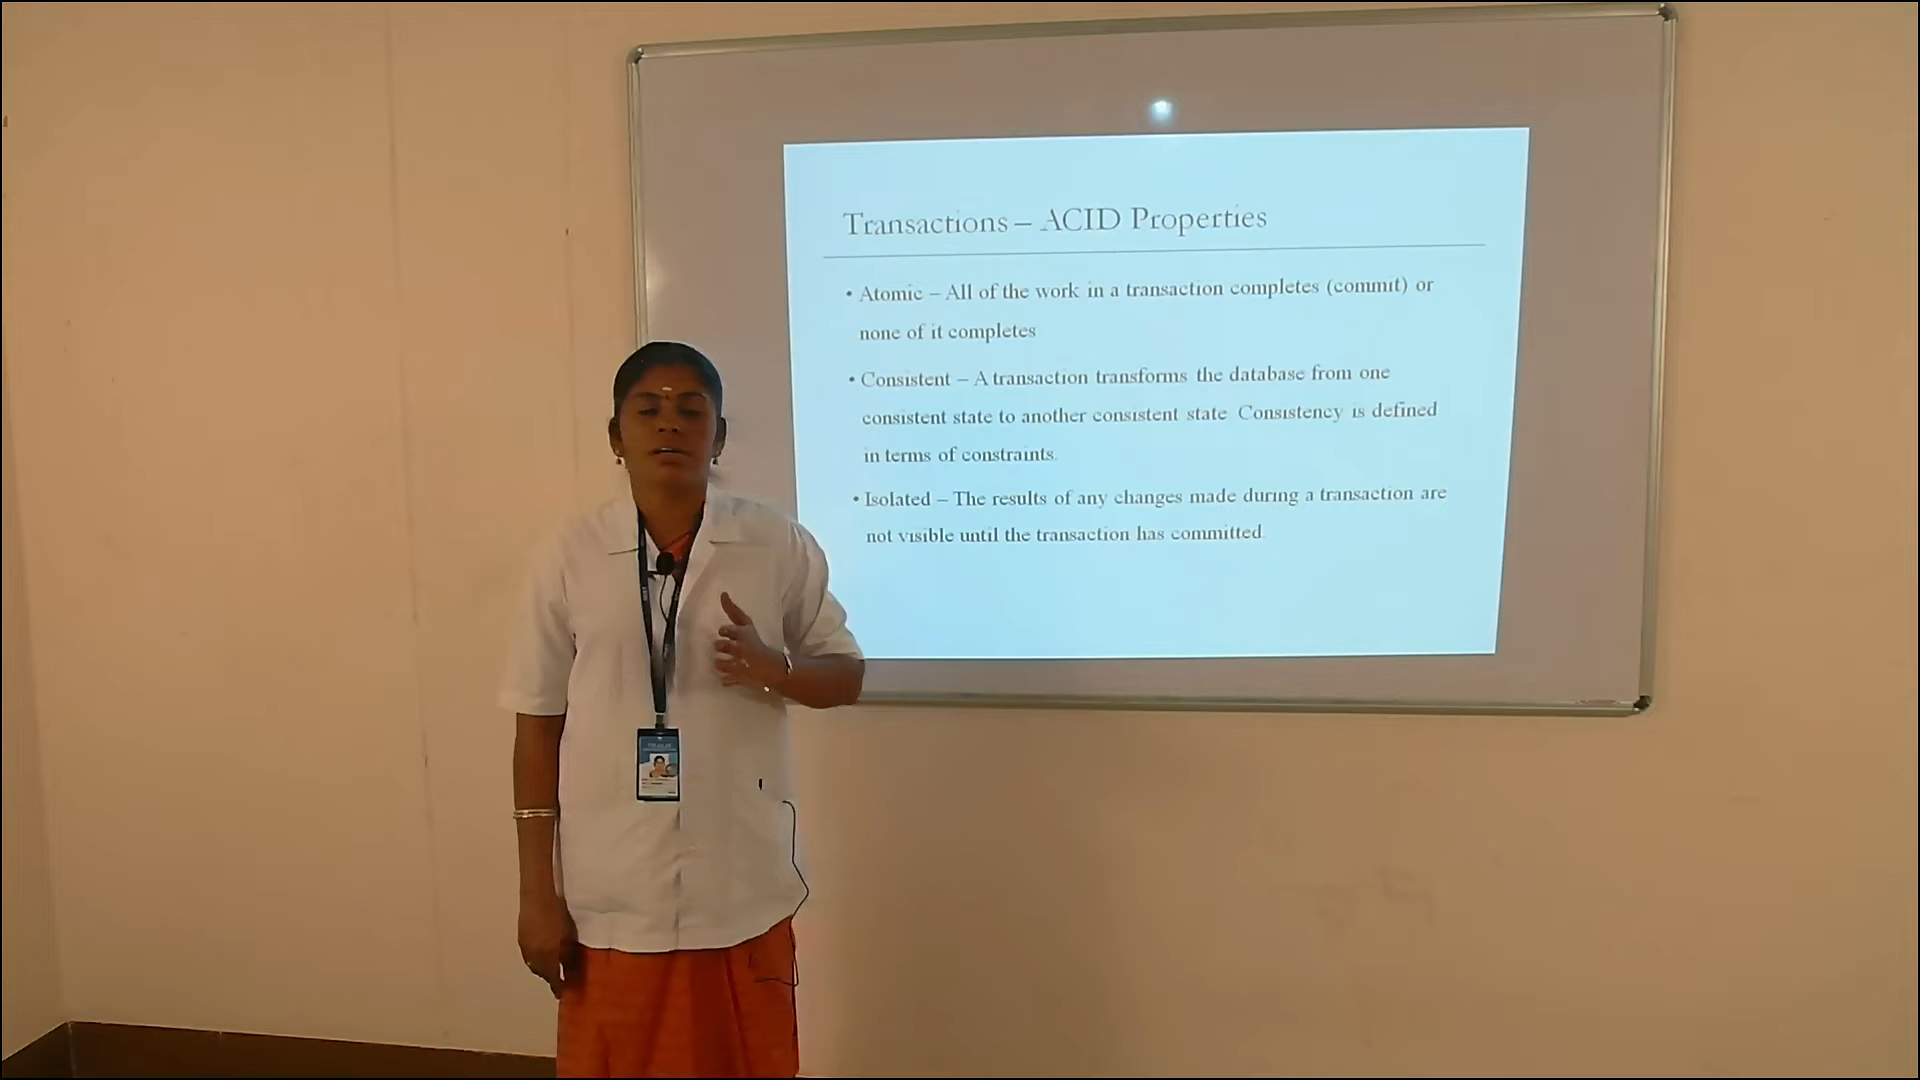 Transactions – ACID Properties
• Atomic – All of the work in a transaction completes (commit) or
none of it completes
• Consistent – A transaction transforms the database from one
consistent state to another consistent state Consistency is defined
in terms of constraints.
• Isolated – The results of any changes made during a transaction are
not visible until the transaction has committed